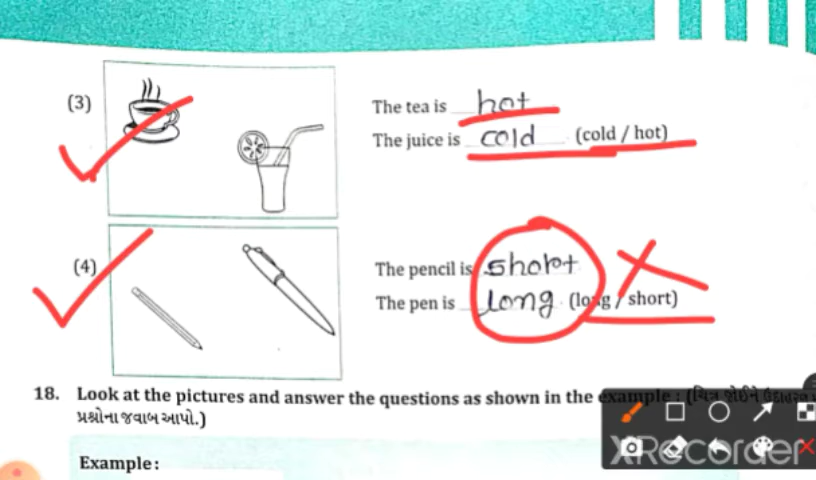 (3)
The tea is hot
The juice is cold (cold / hot)
(4)
The pencil is short
The pen is long (long / short)
18. Look at the pictures and answer the questions as shown in the example : (ચિત્ર જોઈને
પ્રશ્નોના જવાબ આપો.)
Example :
XRecorder